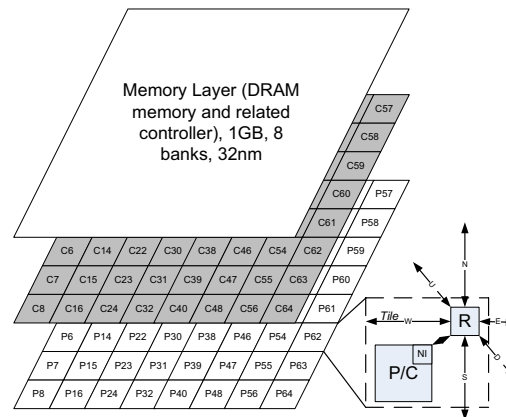 Memory Layer (DRAM
memory and related
controller), 1GB, 8
banks, 32nm
C57
C58
C59
C60
P57
C61
P58
C6 C14 C22 C30 C38 C46 C54 C62
P59
C7 C15 C23 C31 C39 C47 C55 C63
P60
C8 C16 C24 C32 C40 C48 C56 C64
P61
P6 P14 P22 P30 P38 P46 P54 P62
P7 P15 P23 P31 P39 P47 P55 P63
P8 P16 P24 P32 P40 P48 P56 P64
N
U
Tile
W
R
E
D
S
NI
P/C